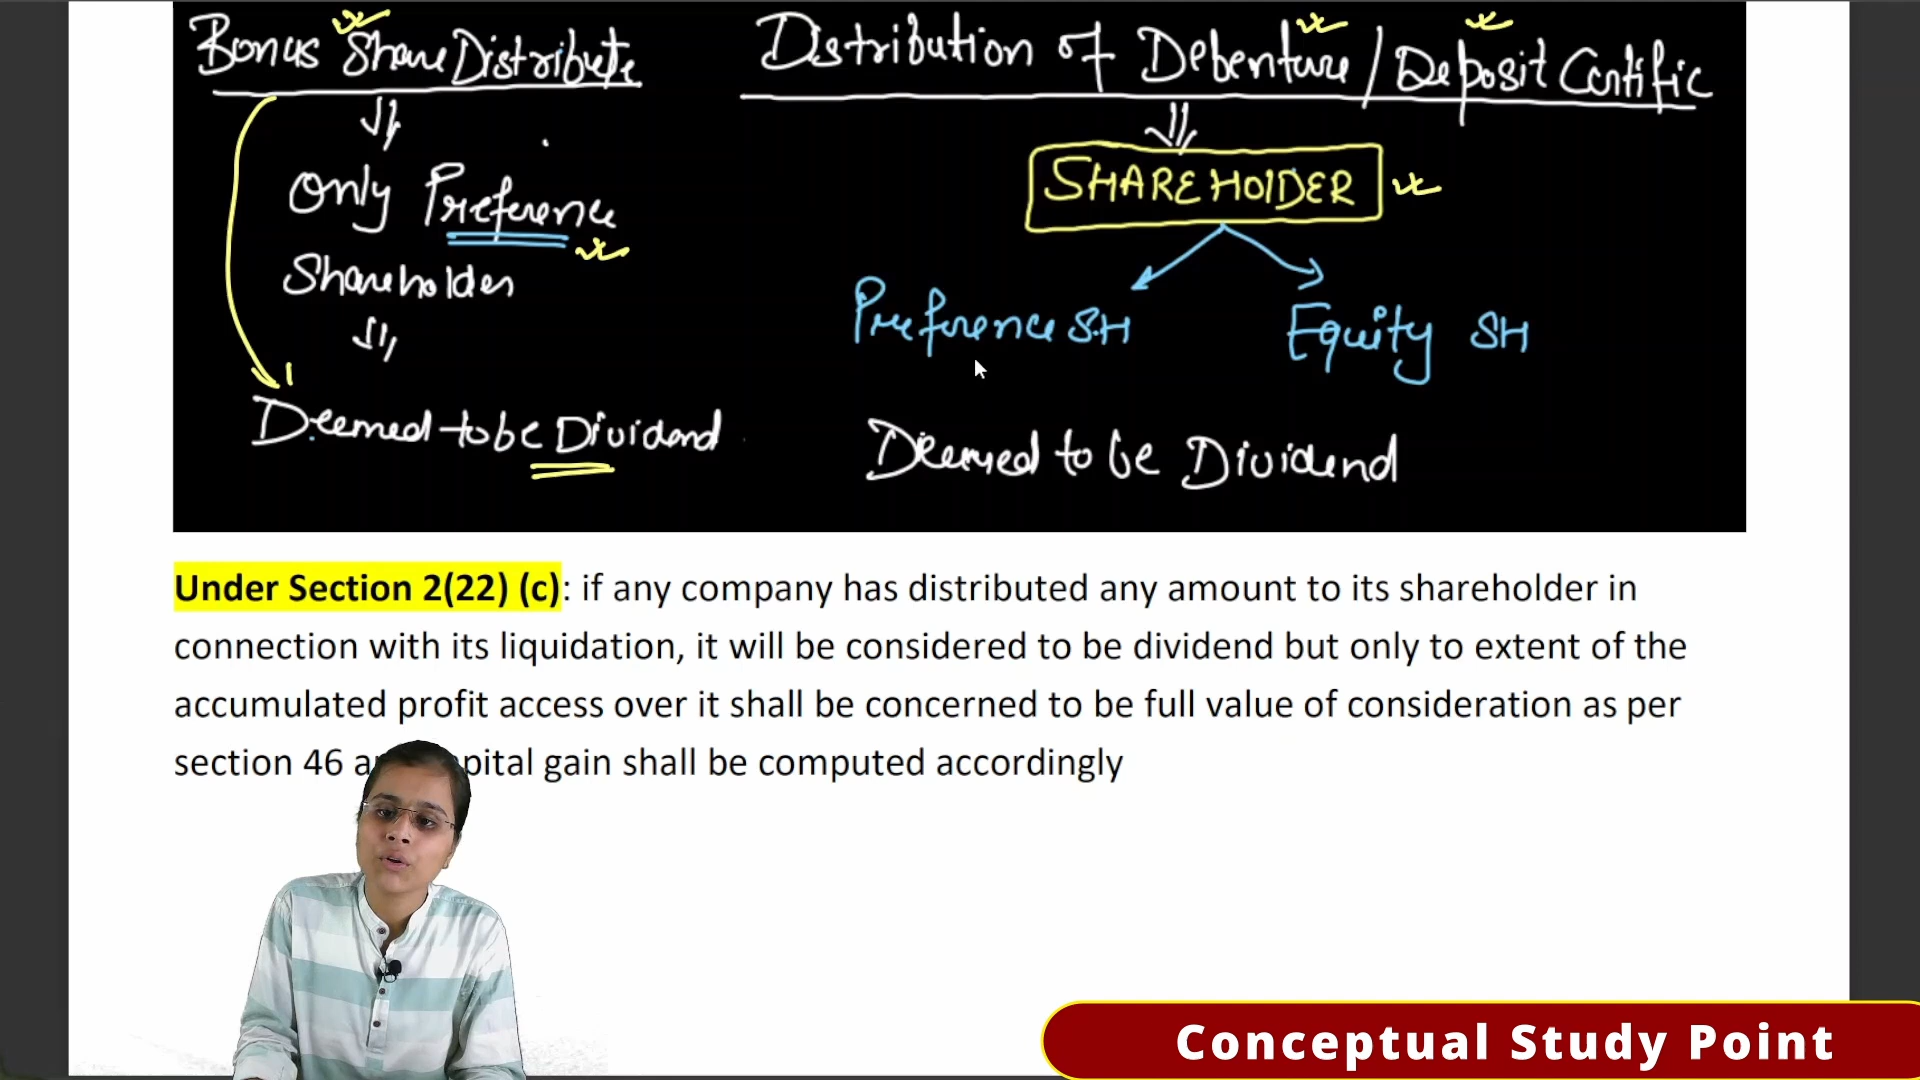 Bonus Share Distribute
Distribution of Debenture / Deposit Certific
Only Preference
Shareholder
Deemed to be Dividend
SHAREHOLDER
Preference SH
Equity SH
Deemed to be Dividend
Under Section 2(22) (c): if any company has distributed any amount to its shareholder in
connection with its liquidation, it will be considered to be dividend but only to extent of the
accumulated profit access over it shall be concerned to be full value of consideration as per
section 46 a pital gain shall be computed accordingly
Conceptual Study Point